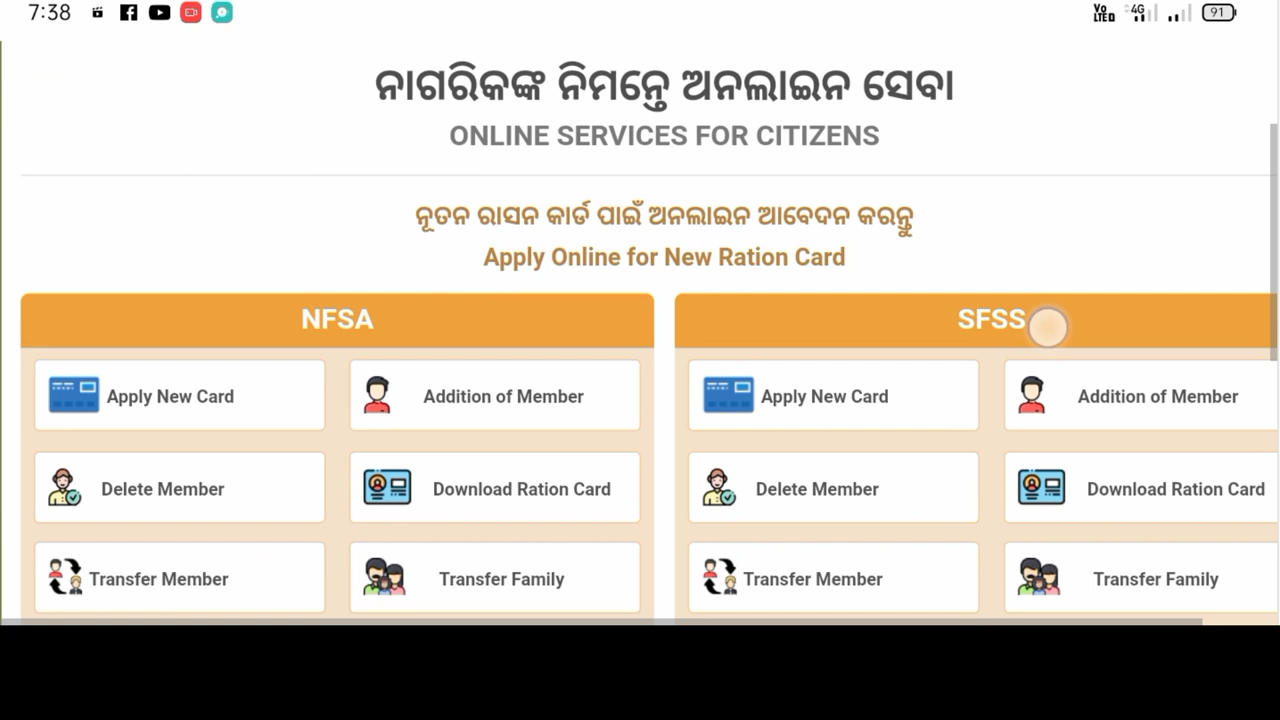 7:38
Vo LTE 4G 91
ନାଗରିକଙ୍କ ନିମନ୍ତେ ଅନଲାଇନ ସେବା
ONLINE SERVICES FOR CITIZENS
ନୂତନ ରାସନ କାର୍ଡ ପାଇଁ ଅନଲାଇନ ଆବେଦନ କରନ୍ତୁ
Apply Online for New Ration Card
NFSA
SFSS
Apply New Card
Addition of Member
Apply New Card
Addition of Member
Delete Member
Download Ration Card
Delete Member
Download Ration Card
Transfer Member
Transfer Family
Transfer Member
Transfer Family